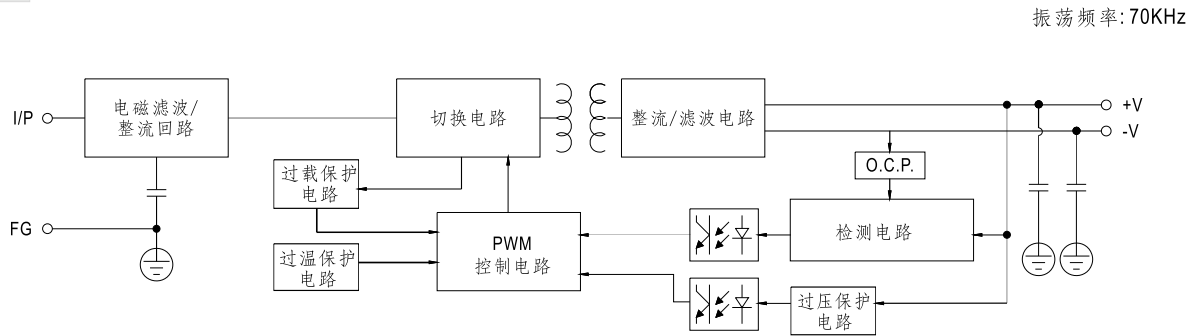 振荡频率: 70KHz
I/P
电磁滤波/
整流回路
切换电路
整流/滤波电路
+V
-V
O.C.P.
过载保护
电路
FG
PWM
控制电路
检测电路
过温保护
电路
过压保护
电路